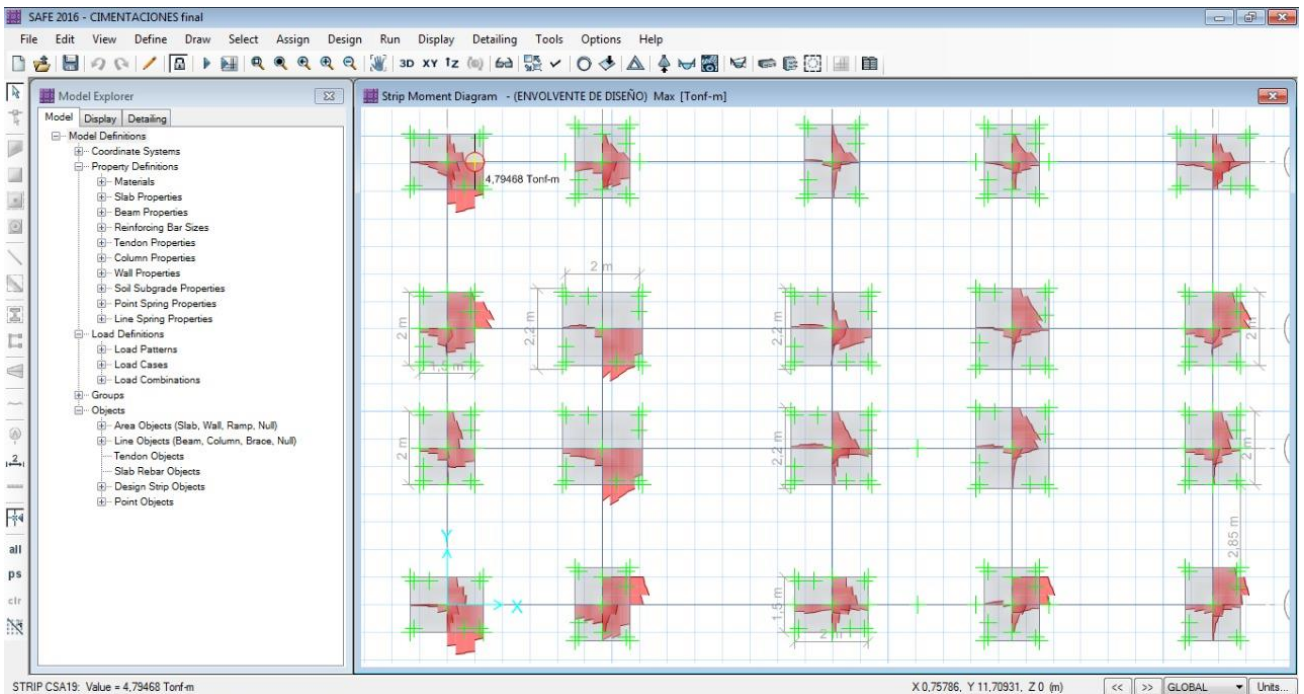 SAFE 2016 - CIMENTACIONES final
File Edit View Define Draw Select Assign Design Run Display Detailing Tools Options Help
3D XY
Model Explorer
Model Display Detailing
Model Definitions
Coordinate Systems
Property Definitions
Materials
Slab Properties
Beam Properties
Reinforcing Bar Sizes
Tendon Properties
Column Properties
Wall Properties
Soil Subgrade Properties
Point Spring Properties
Line Spring Properties
Load Definitions
Load Patterns
Load Cases
Load Combinations
Groups
Objects
Area Objects (Slab, Wall, Ramp, Null)
Line Objects (Beam, Column, Brace, Null)
Tendon Objects
Slab Rebar Objects
Design Strip Objects
Point Objects
all
ps
clr
Strip Moment Diagram - (ENVOLVENTE DE DISEÑO) Max [Tonf-m]
4,79468 Tonf-m
2 m
2 m
1,5 m
2,2 m
2,2 m
2 m
2 m
2,2 m
2 m
2,85 m
Y
X
1,5 m
STRIP CSA19: Value = 4,79468 Tonf-m
X 0,75786, Y 11,70931, Z 0 (m)
<< >> GLOBAL Units...